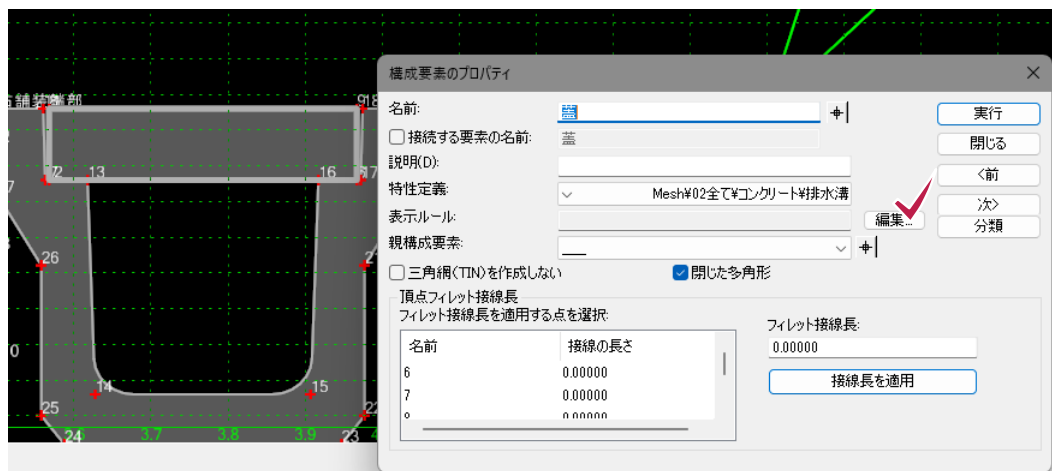 構成要素のプロパティ
名前:
蓋
実行
接続する要素の名前:
蓋
閉じる
説明(D):
<前
特性定義:
Mesh¥02全て¥コンクリート¥排水溝
次>
表示ルール:
編集...
分類
親構成要素:
三角網(TIN)を作成しない
閉じた多角形
頂点フィレット接線長
フィレット接線長を適用する点を選択:
名前 接線の長さ
6 0.00000
7 0.00000
8 0.00000
フィレット接線長:
0.00000
接線長を適用
13
16
26
14
15
25
22
24
23
3.7 3.8 3.9